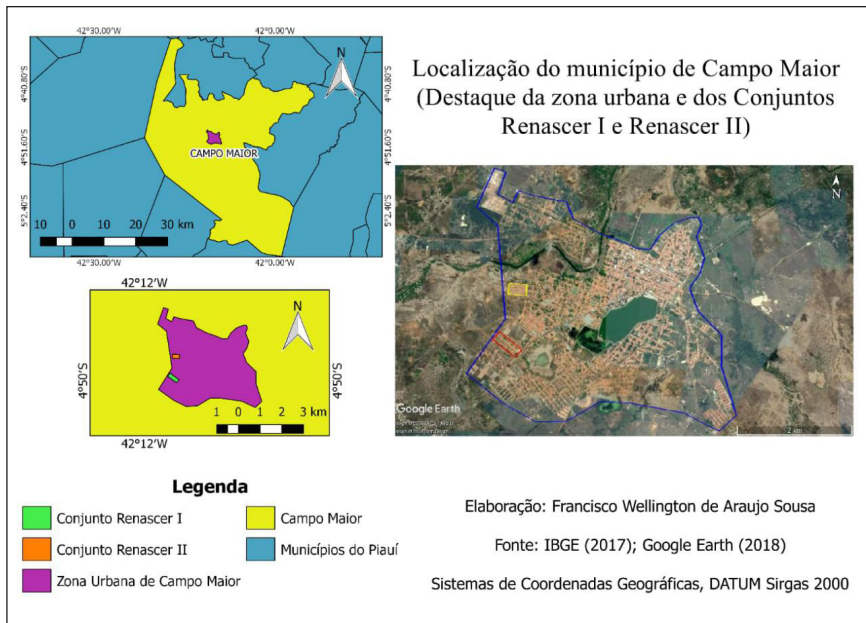 Localização do município de Campo Maior
(Destaque da zona urbana e dos Conjuntos
Renascer I e Renascer II)
42°30.00'W
42°0.00'W
4°40.80'S
4°51.60'S
5°2.40'S
4°40.80'S
4°51.60'S
5°2.40'S
N
CAMPO MAIOR
10 0 10 20 30 km
42°30.00'W
42°0.00'W
42°12'W
N
4°50'S
4°50'S
1 0 1 2 3 km
42°12'W
N
Google Earth
2 km
Legenda
Conjunto Renascer I
Conjunto Renascer II
Zona Urbana de Campo Maior
Campo Maior
Municípios do Piauí
Elaboração: Francisco Wellington de Araujo Sousa
Fonte: IBGE (2017); Google Earth (2018)
Sistemas de Coordenadas Geográficas, DATUM Sirgas 2000